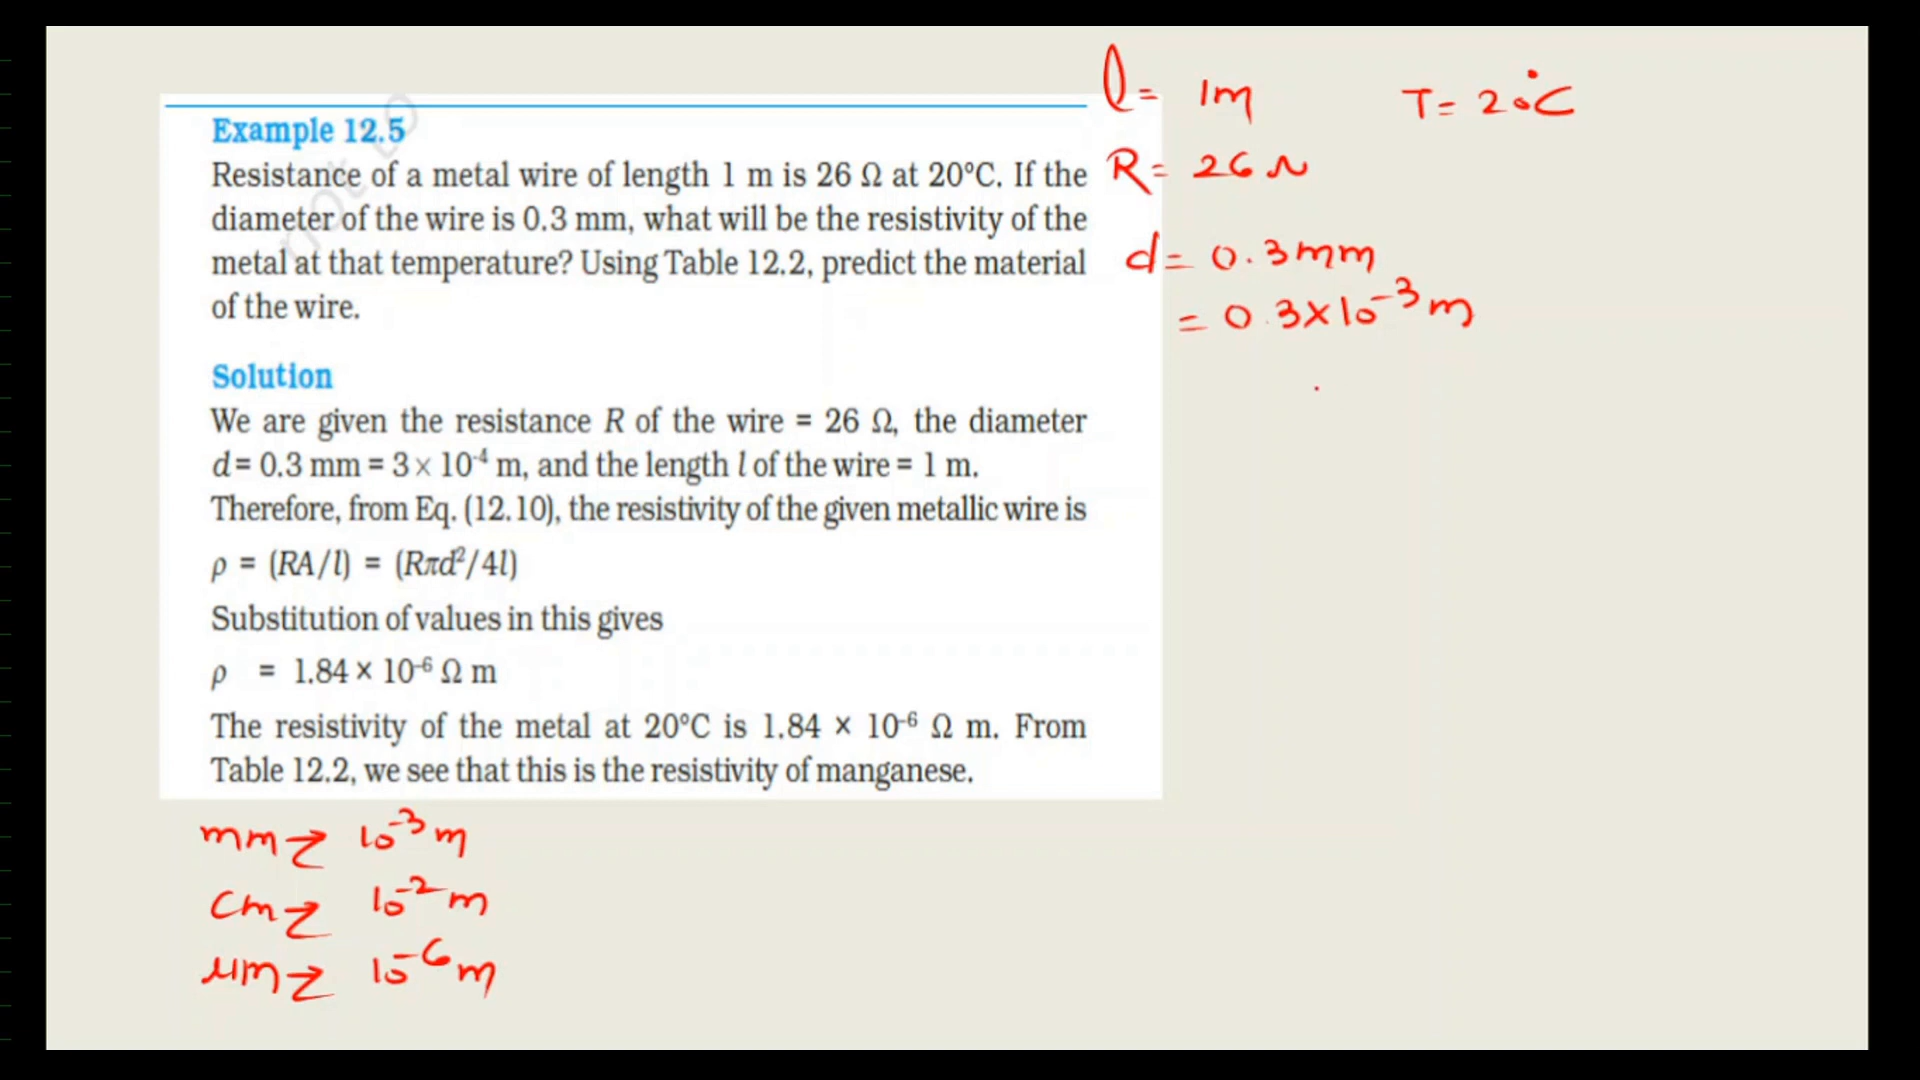 Example 12.5
Resistance of a metal wire of length 1 m is 26 Ω at 20°C. If the
diameter of the wire is 0.3 mm, what will be the resistivity of the
metal at that temperature? Using Table 12.2, predict the material
of the wire.
Solution
We are given the resistance R of the wire = 26 Ω, the diameter
d = 0.3 mm = 3 × 10⁻⁴ m, and the length l of the wire = 1 m.
Therefore, from Eq. (12.10), the resistivity of the given metallic wire is
ρ = (RA/l) = (Rπd²/4l)
Substitution of values in this gives
ρ = 1.84 × 10⁻⁶ Ω m
The resistivity of the metal at 20°C is 1.84 × 10⁻⁶ Ω m. From
Table 12.2, we see that this is the resistivity of manganese.
not to
l = 1m T = 20°C
R = 26 Ω
d = 0.3 mm
= 0.3 × 10⁻³ m
mm → 10⁻³ m
cm → 10⁻² m
μm → 10⁻⁶ m